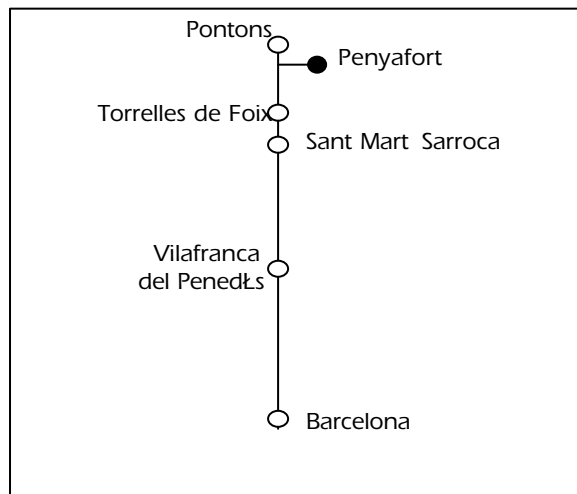 Pontons
Penyafort
Torrelles de Foix
Sant Mart Sarroca
Vilafranca
del PenedŁs
Barcelona